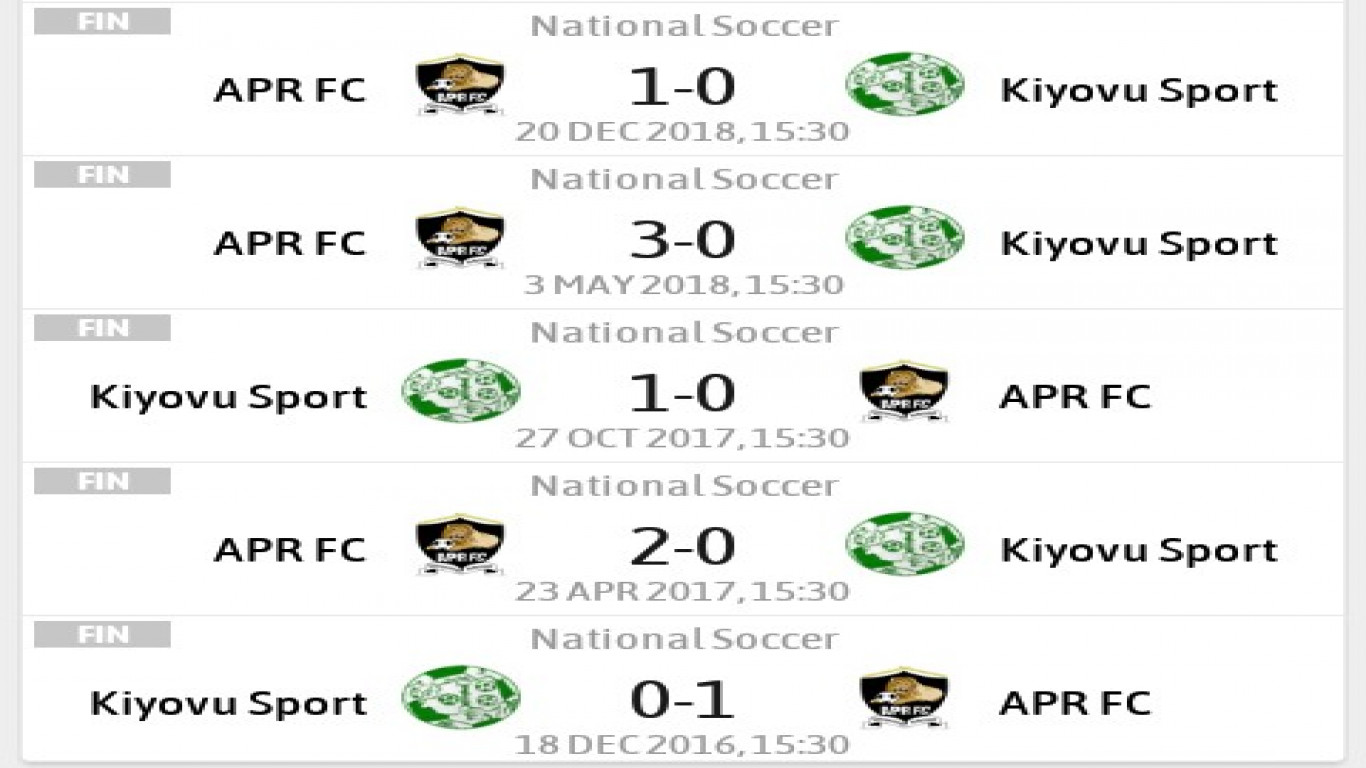 FIN
National Soccer
APR FC 1-0 Kiyovu Sport
20 DEC 2018, 15:30
FIN
National Soccer
APR FC 3-0 Kiyovu Sport
3 MAY 2018, 15:30
FIN
National Soccer
Kiyovu Sport 1-0 APR FC
27 OCT 2017, 15:30
FIN
National Soccer
APR FC 2-0 Kiyovu Sport
23 APR 2017, 15:30
FIN
National Soccer
Kiyovu Sport 0-1 APR FC
18 DEC 2016, 15:30